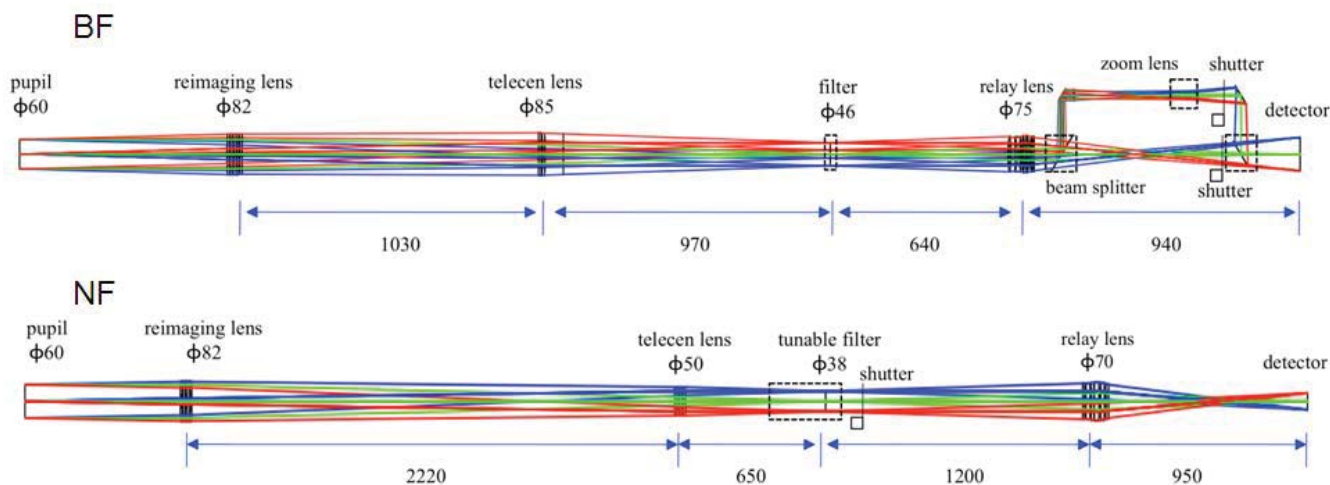 BF
pupil
ϕ60
reimaging lens
ϕ82
telecen lens
ϕ85
filter
ϕ46
relay lens
ϕ75
zoom lens
shutter
detector
beam splitter
shutter
1030
970
640
940
NF
pupil
ϕ60
reimaging lens
ϕ82
telecen lens
ϕ50
tunable filter
ϕ38
shutter
relay lens
ϕ70
detector
2220
650
1200
950